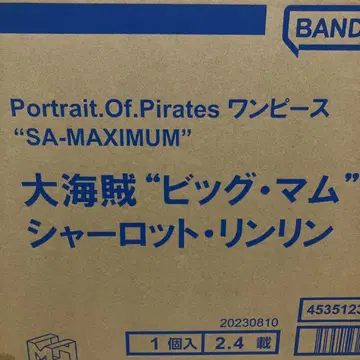 BAND
Portrait.Of.Pirates ワンピース
“SA-MAXIMUM”
大海賊“ビッグ・マム”
シャーロット・リンリン
20230810
1 個入
2.4 載
4535123